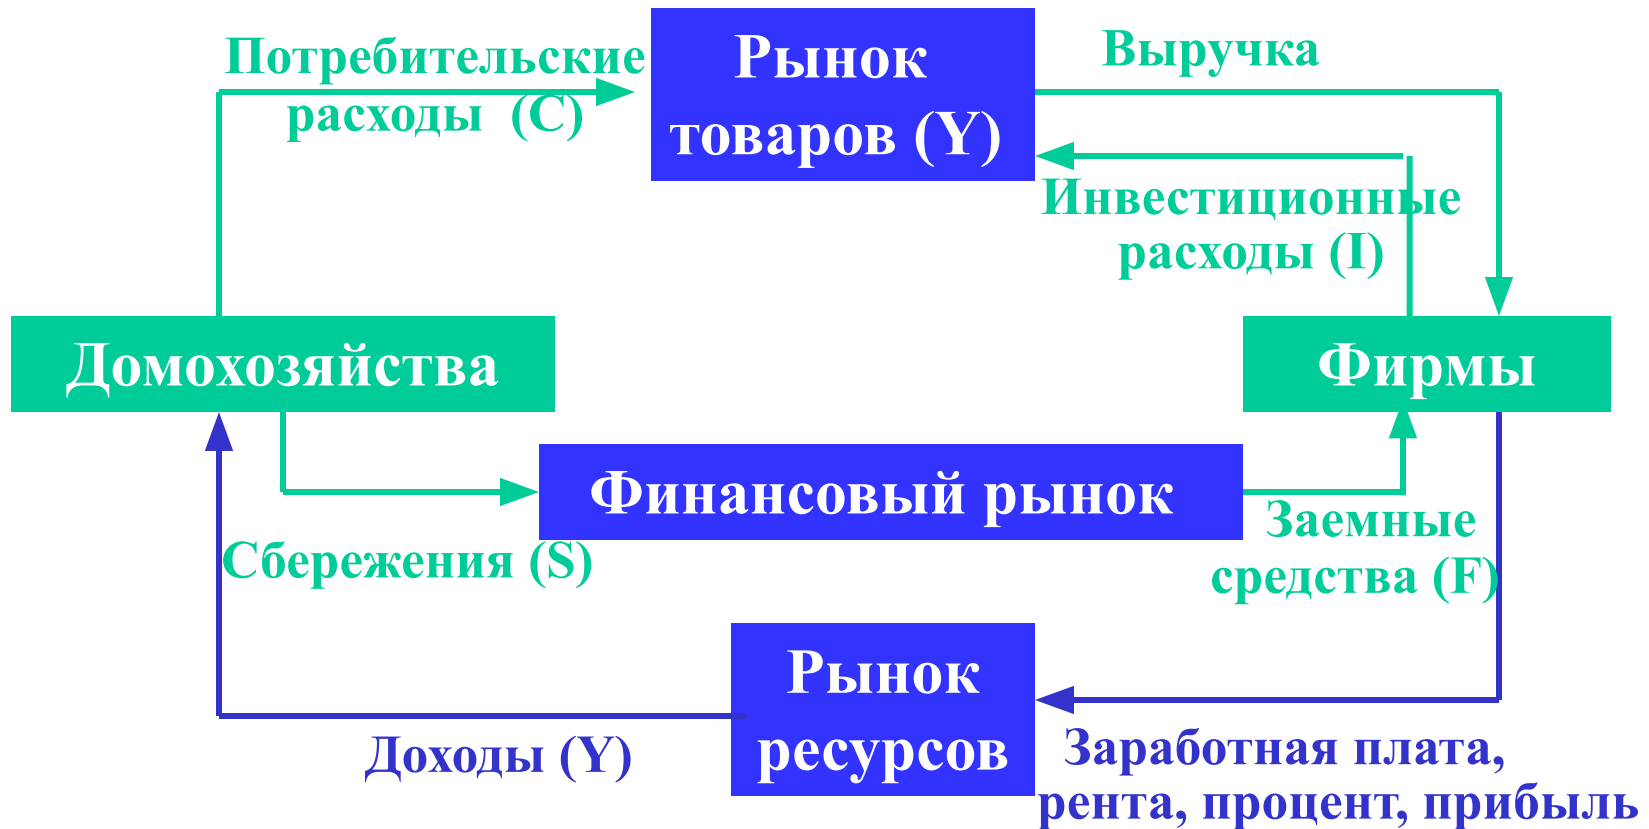 Потребительские
расходы (С)
Рынок
товаров (Y)
Выручка
Инвестиционные
расходы (I)
Домохозяйства
Фирмы
Финансовый рынок
Сбережения (S)
Заемные
средства (F)
Рынок
ресурсов
Доходы (Y)
Заработная плата,
рента, процент, прибыль